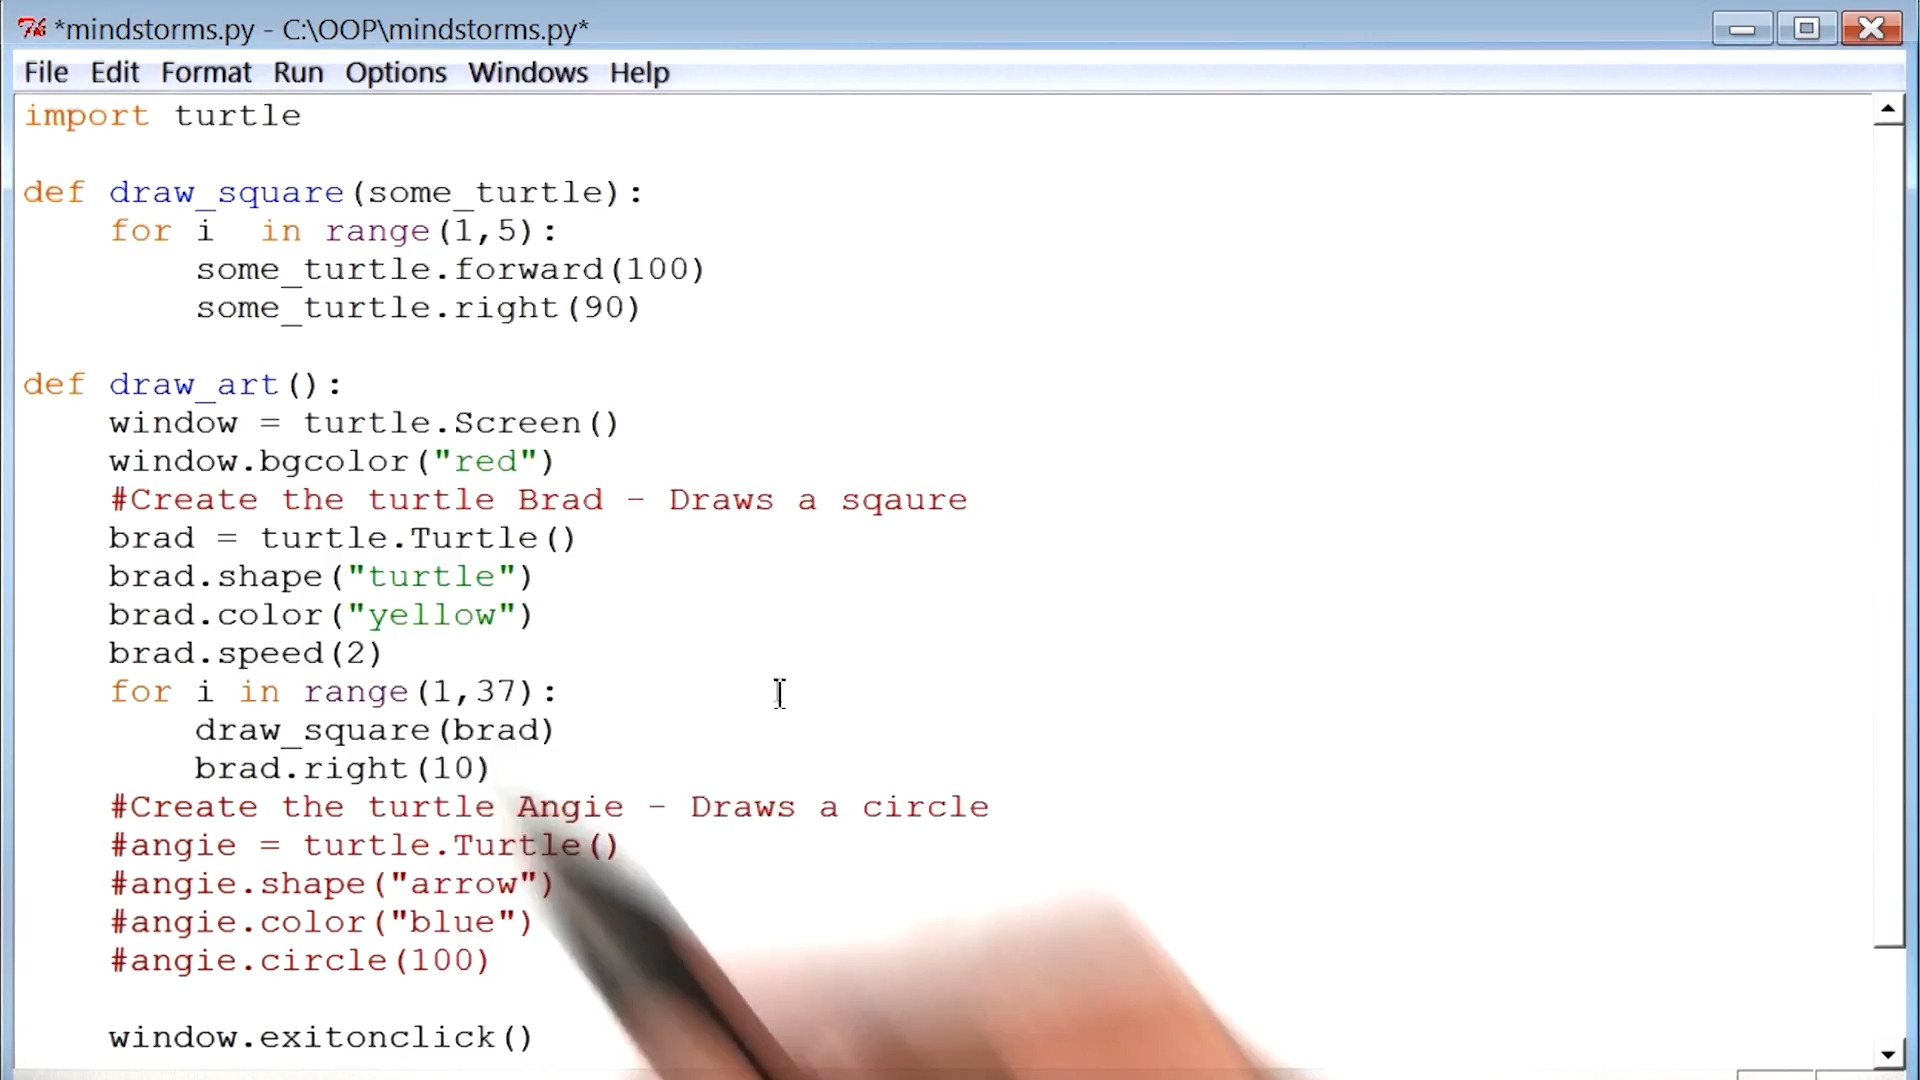 *mindstorms.py - C:\OOP\mindstorms.py*
File Edit Format Run Options Windows Help
import turtle
def draw_square(some_turtle):
    for i  in range(1,5):
        some_turtle.forward(100)
        some_turtle.right(90)
def draw_art():
    window = turtle.Screen()
    window.bgcolor("red")
    #Create the turtle Brad - Draws a sqaure
    brad = turtle.Turtle()
    brad.shape("turtle")
    brad.color("yellow")
    brad.speed(2)
    for i in range(1,37):
        draw_square(brad)
        brad.right(10)
    #Create the turtle Angie - Draws a circle
    #angie = turtle.Turtle()
    #angie.shape("arrow")
    #angie.color("blue")
    #angie.circle(100)
    window.exitonclick()